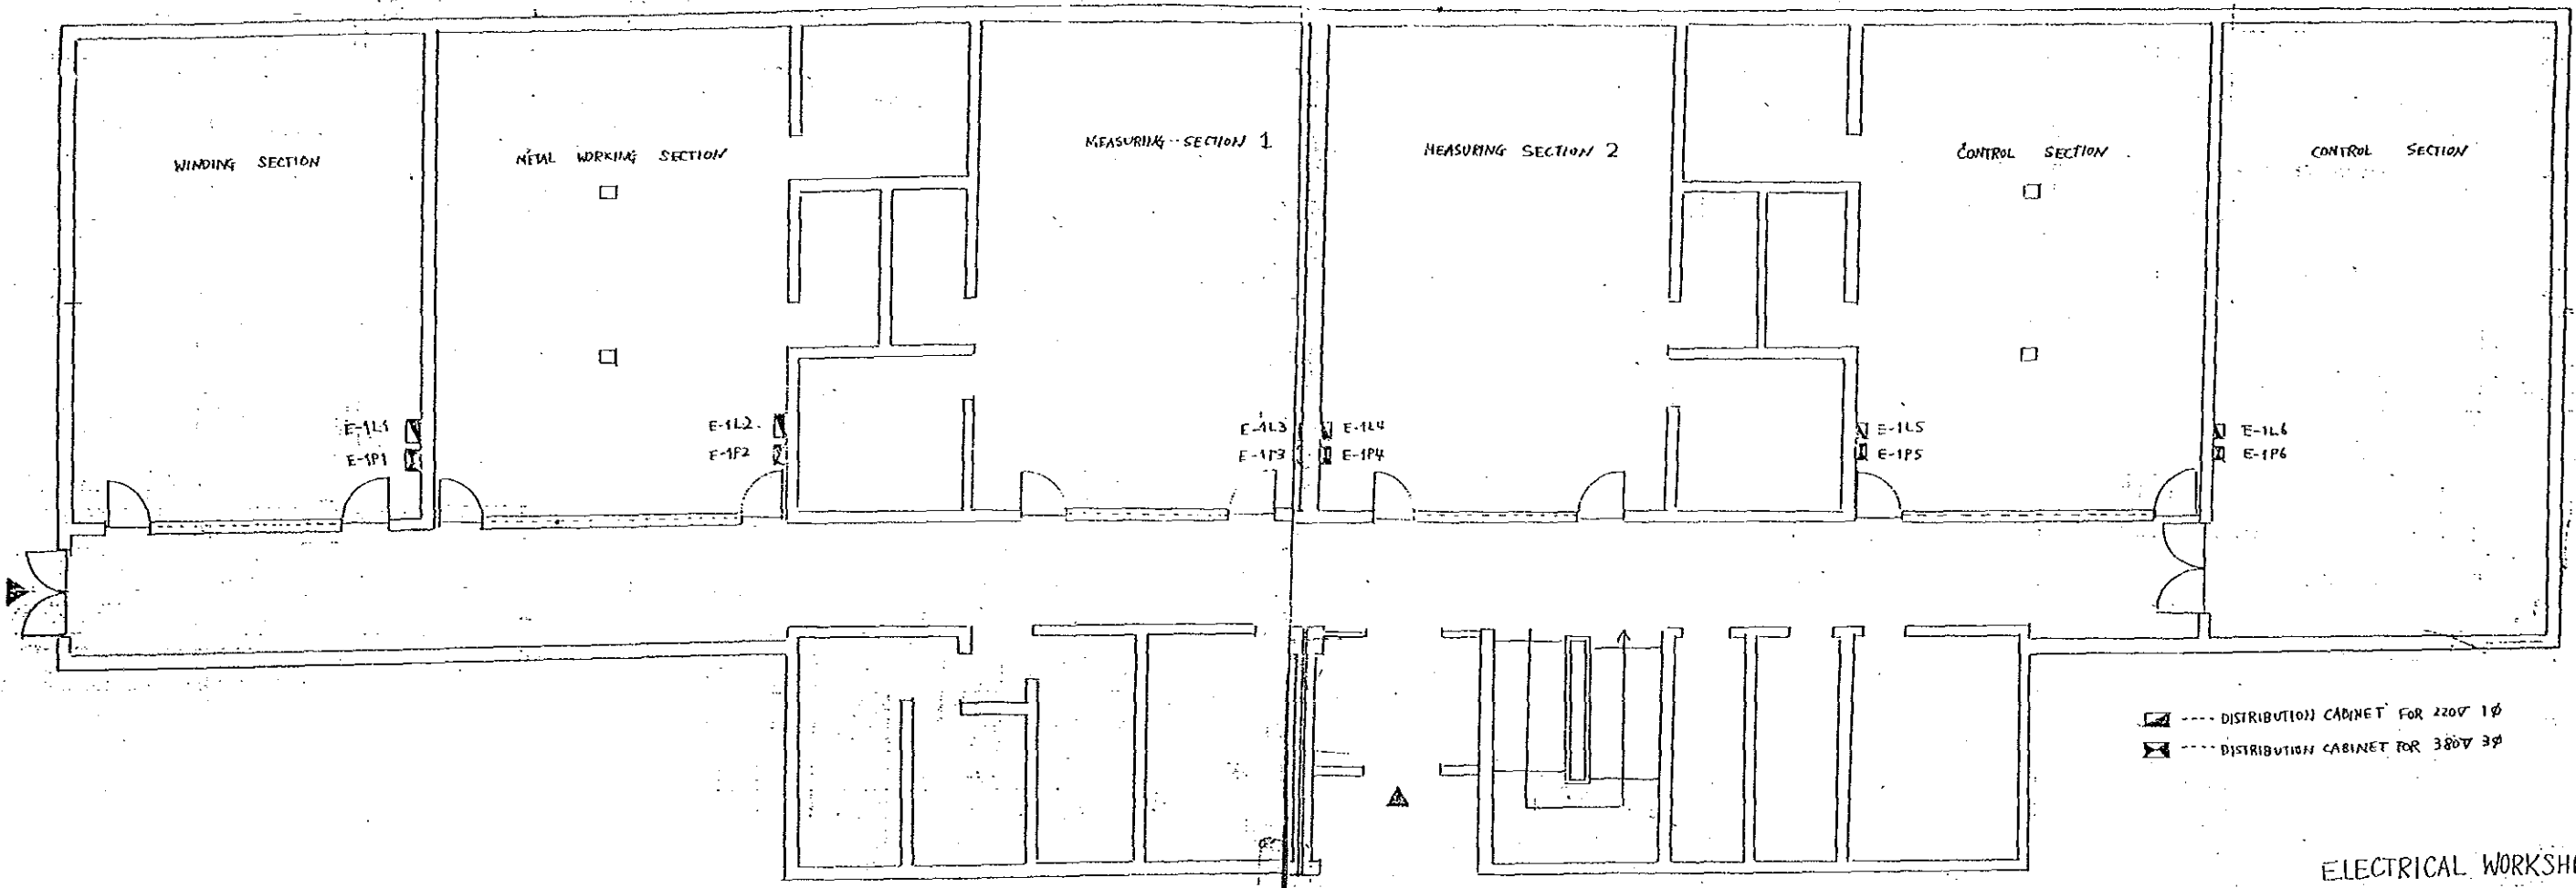 WINDING SECTION
METAL WORKING SECTION
MEASURING SECTION 1
MEASURING SECTION 2
CONTROL SECTION
CONTROL SECTION
E-1L1
E-1P1
E-1L2
E-1P2
E-1L3
E-1P3
E-1L4
E-1P4
E-1L5
E-1P5
E-1L6
E-1P6
---- DISTRIBUTION CABINET FOR 220V 1Ø
---- DISTRIBUTION CABINET FOR 380V 3Ø
ELECTRICAL WORKSH